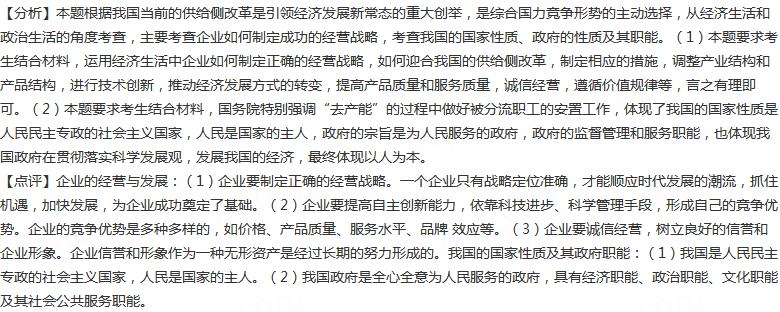 【分析】本题根据我国当前的供给侧改革是引领经济发展新常态的重大创举，是综合国力竞争形势的主动选择，从经济生活和
政治生活的角度考查，主要考查企业如何制定成功的经营战略，考查我国的国家性质、政府的性质及其职能。（1）本题要求考
生结合材料，运用经济生活中企业如何制定正确的经营战略，如何迎合我国的供给侧改革，制定相应的措施，调整产业结构和
产品结构，进行技术创新，推动经济发展方式的转变，提高产品质量和服务质量，诚信经营，遵循价值规律等，言之有理即
可。（2）本题要求考生结合材料，国务院特别强调“去产能”的过程中做好被分流职工的安置工作，体现了我国的国家性质是
人民民主专政的社会主义国家，人民是国家的主人，政府的宗旨是为人民服务的政府，政府的监督管理和服务职能，也体现我
国政府在贯彻落实科学发展观，发展我国的经济，最终体现以人为本。
【点评】企业的经营与发展：（1）企业要制定正确的经营战略。一个企业只有战略定位准确，才能顺应时代发展的潮流，抓住
机遇，加快发展，为企业成功奠定了基础。（2）企业要提高自主创新能力，依靠科技进步、科学管理手段，形成自己的竞争优
势。企业的竞争优势是多种多样的，如价格、产品质量、服务水平、品牌 效应等。（3）企业要诚信经营，树立良好的信誉和
企业形象。企业信誉和形象作为一种无形资产是经过长期的努力形成的。我国的国家性质及其政府职能：（1）我国是人民民主
专政的社会主义国家，人民是国家的主人。（2）我国政府是全心全意为人民服务的政府，具有经济职能、政治职能、文化职能
及其社会公共服务职能。